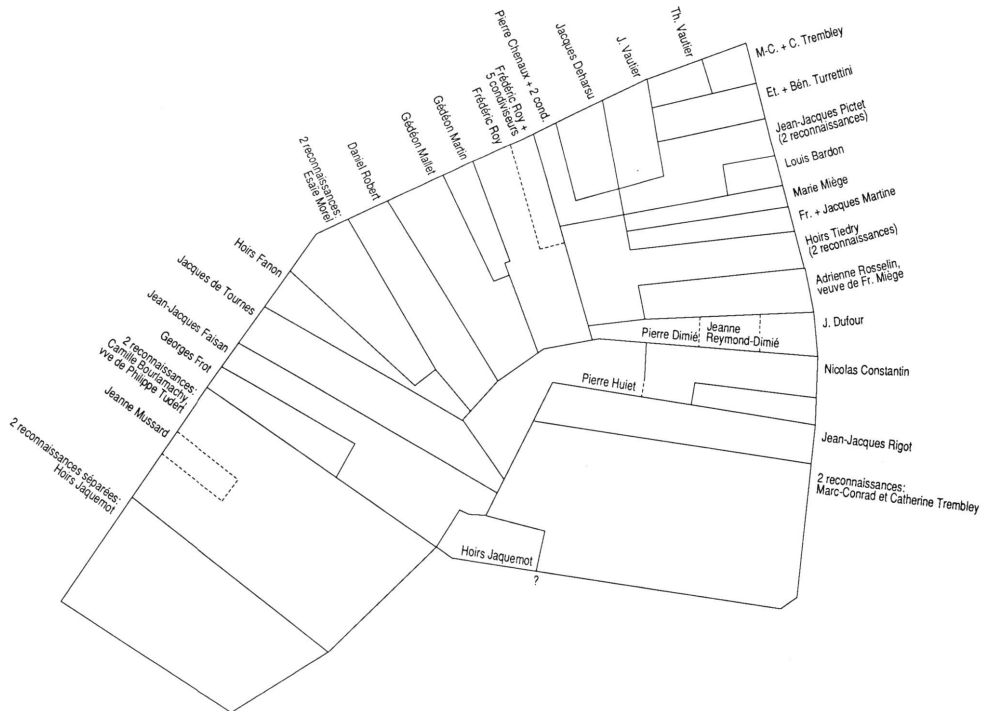 2 reconnaissances séparées:
Hoirs Jaquemot
Jeanne Mussard
2 reconnaissances:
Camille Bourlamachy;
vve de Philippe Tudert
Georges Frot
Jean-Jacques Faisan
Jacques de Tournes
Hoirs Fanon
2 reconnaissances:
Esaïe Morel
Daniel Robert
Gédéon Mallet
Gédéon Martin
Frédéric Roy
Frédéric Roy +
5 condiviseurs
Pierre Chenaux + 2 cond.
Jacques Deharsu
J. Vautier
Th. Vautier
M-C. + C. Trembley
Et. + Bén. Turrettini
Jean-Jacques Pictet
(2 reconnaissances)
Louis Bardon
Marie Miège
Fr. + Jacques Martine
Hoirs Tiedry
(2 reconnaissances)
Adrienne Rosselin,
veuve de Fr. Miège
J. Dufour
Pierre Dimié
Jeanne
Reymond-Dimié
Nicolas Constantin
Pierre Huiet
Jean-Jacques Rigot
2 reconnaissances:
Marc-Conrad et Catherine Trembley
Hoirs Jaquemot
?